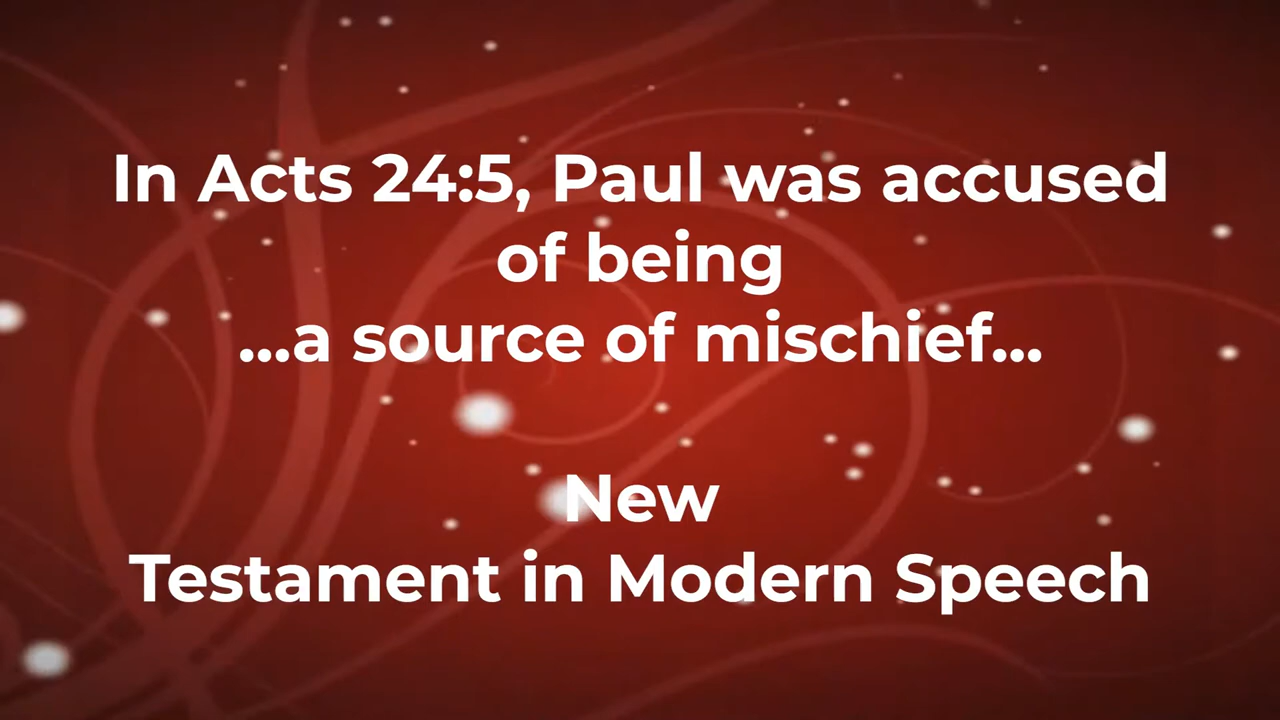 In Acts 24:5, Paul was accused
of being
...a source of mischief...
New
Testament in Modern Speech